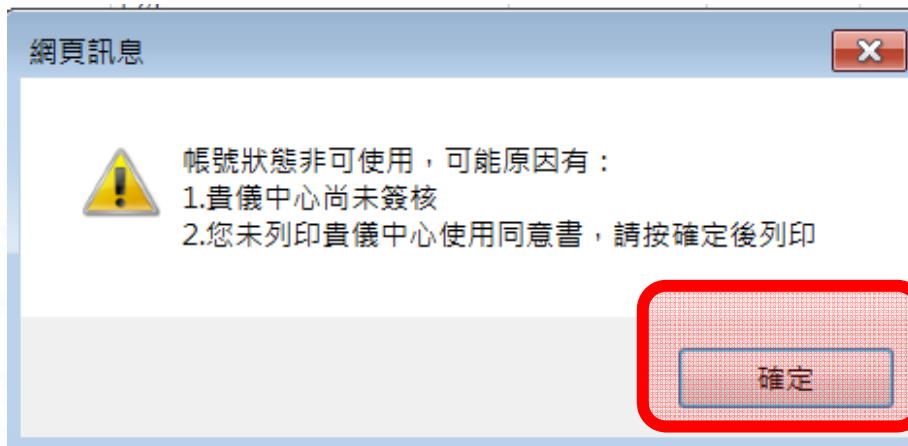 網頁訊息
帳號狀態非可使用，可能原因有：
1.貴儀中心尚未簽核
2.您未列印貴儀中心使用同意書，請按確定後列印
確定